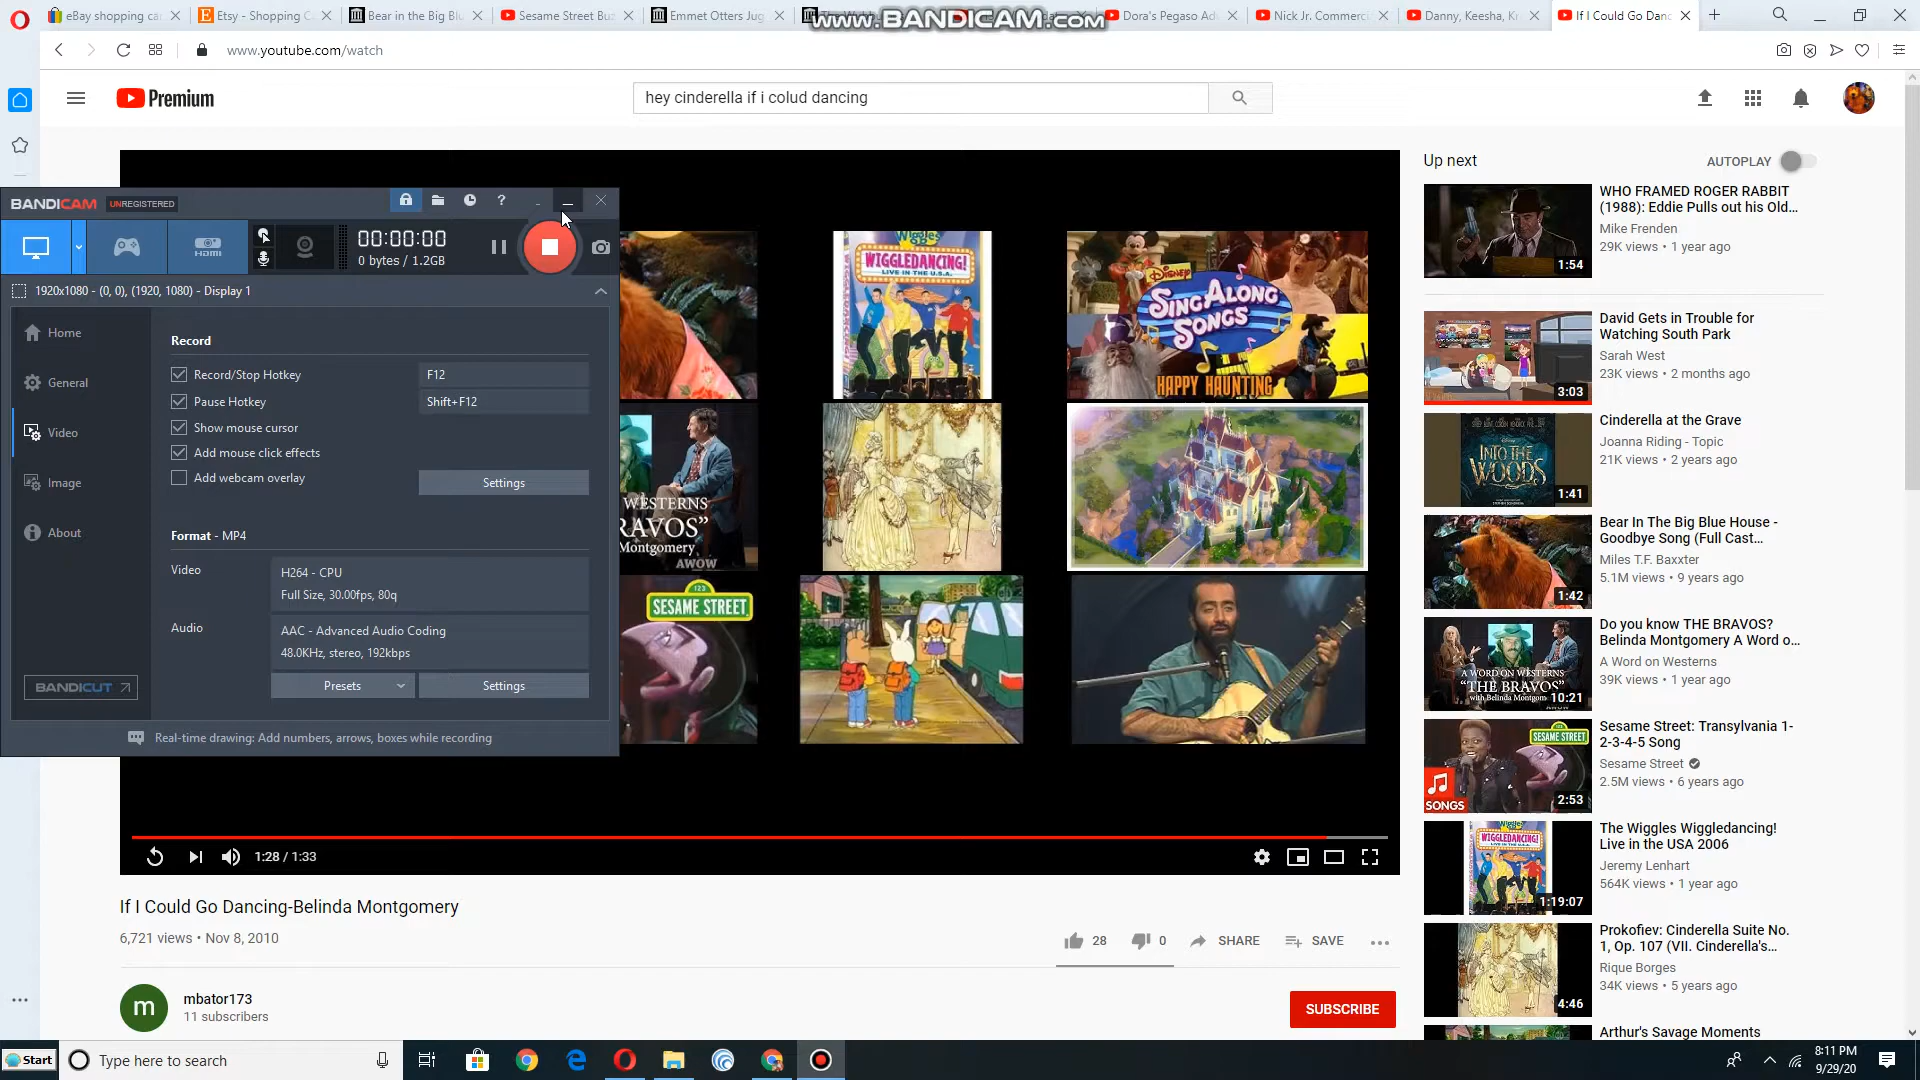 eBay shopping ca
Etsy - Shopping C
Bear in the Big Blu
Sesame Street Bu
Emmet Otters Jug
Dora's Pegaso Ad
Nick Jr. Commerc
Danny, Keesha, Kr
If I Could Go Danc
www.BANDICAM.com
www.youtube.com/watch
Premium
hey cinderella if i colud dancing
BANDICAM UNREGISTERED
00:00:00
0 bytes / 1.2GB
HDMI
1920x1080 - (0, 0), (1920, 1080) - Display 1
Home
General
Video
Image
About
BANDICUT
Record
Record/Stop Hotkey F12
Pause Hotkey Shift+F12
Show mouse cursor
Add mouse click effects
Add webcam overlay
Settings
Format - MP4
Video
H264 - CPU
Full Size, 30.00fps, 80q
Audio
AAC - Advanced Audio Coding
48.0KHz, stereo, 192kbps
Presets
Settings
Real-time drawing: Add numbers, arrows, boxes while recording
Wiggles
WIGGLEDANCING!
LIVE IN THE U.S.A.
Disney
SING ALONG
SONGS
HAPPY HAUNTING
WESTERNS
RAVOS"
Montgomery
AWOW
123
SESAME STREET
1:28 / 1:33
If I Could Go Dancing-Belinda Montgomery
6,721 views • Nov 8, 2010
28
0
SHARE
SAVE
m
mbator173
11 subscribers
SUBSCRIBE
Up next
AUTOPLAY
WHO FRAMED ROGER RABBIT
(1988): Eddie Pulls out his Old...
Mike Frenden
29K views • 1 year ago
1:54
David Gets in Trouble for
Watching South Park
Sarah West
23K views • 2 months ago
3:03
Cinderella at the Grave
Joanna Riding - Topic
21K views • 2 years ago
INTO THE
WOODS
1:41
Bear In The Big Blue House -
Goodbye Song (Full Cast...
Miles T.F. Baxxter
5.1M views • 9 years ago
1:42
Do you know THE BRAVOS?
Belinda Montgomery A Word o...
A Word on Westerns
39K views • 1 year ago
A WORD ON WESTERNS
"THE BRAVOS"
with Belinda Montgom
10:21
Sesame Street: Transylvania 1-
2-3-4-5 Song
Sesame Street
2.5M views • 6 years ago
SESAME STREET
SONGS
2:53
The Wiggles Wiggledancing!
Live in the USA 2006
Jeremy Lenhart
564K views • 1 year ago
WIGGLEDANCING!
1:19:07
Prokofiev: Cinderella Suite No.
1, Op. 107 (VII. Cinderella's...
Rique Borges
34K views • 5 years ago
4:46
Arthur's Savage Moments
Start
Type here to search
8:11 PM
9/29/20